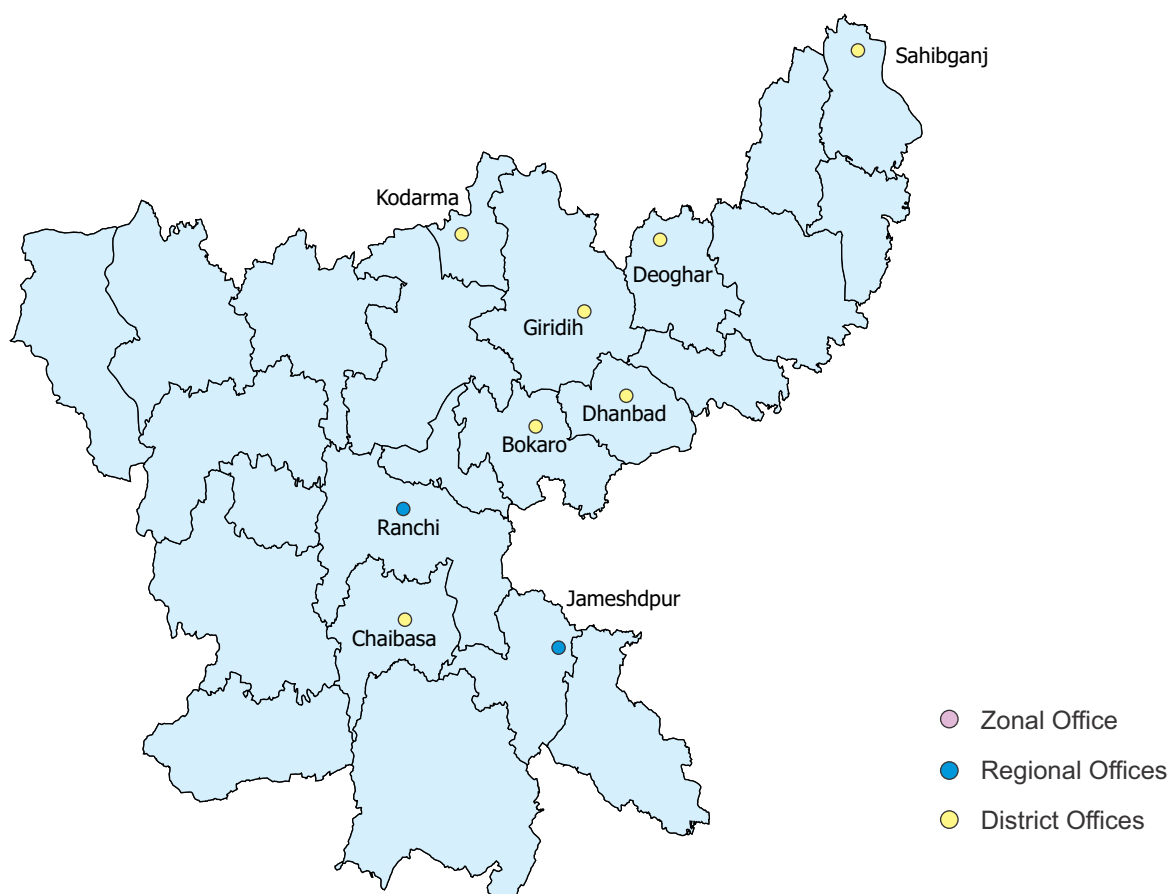 Sahibganj
Kodarma
Deoghar
Giridih
Dhanbad
Bokaro
Ranchi
Jameshdpur
Chaibasa
Zonal Office
Regional Offices
District Offices